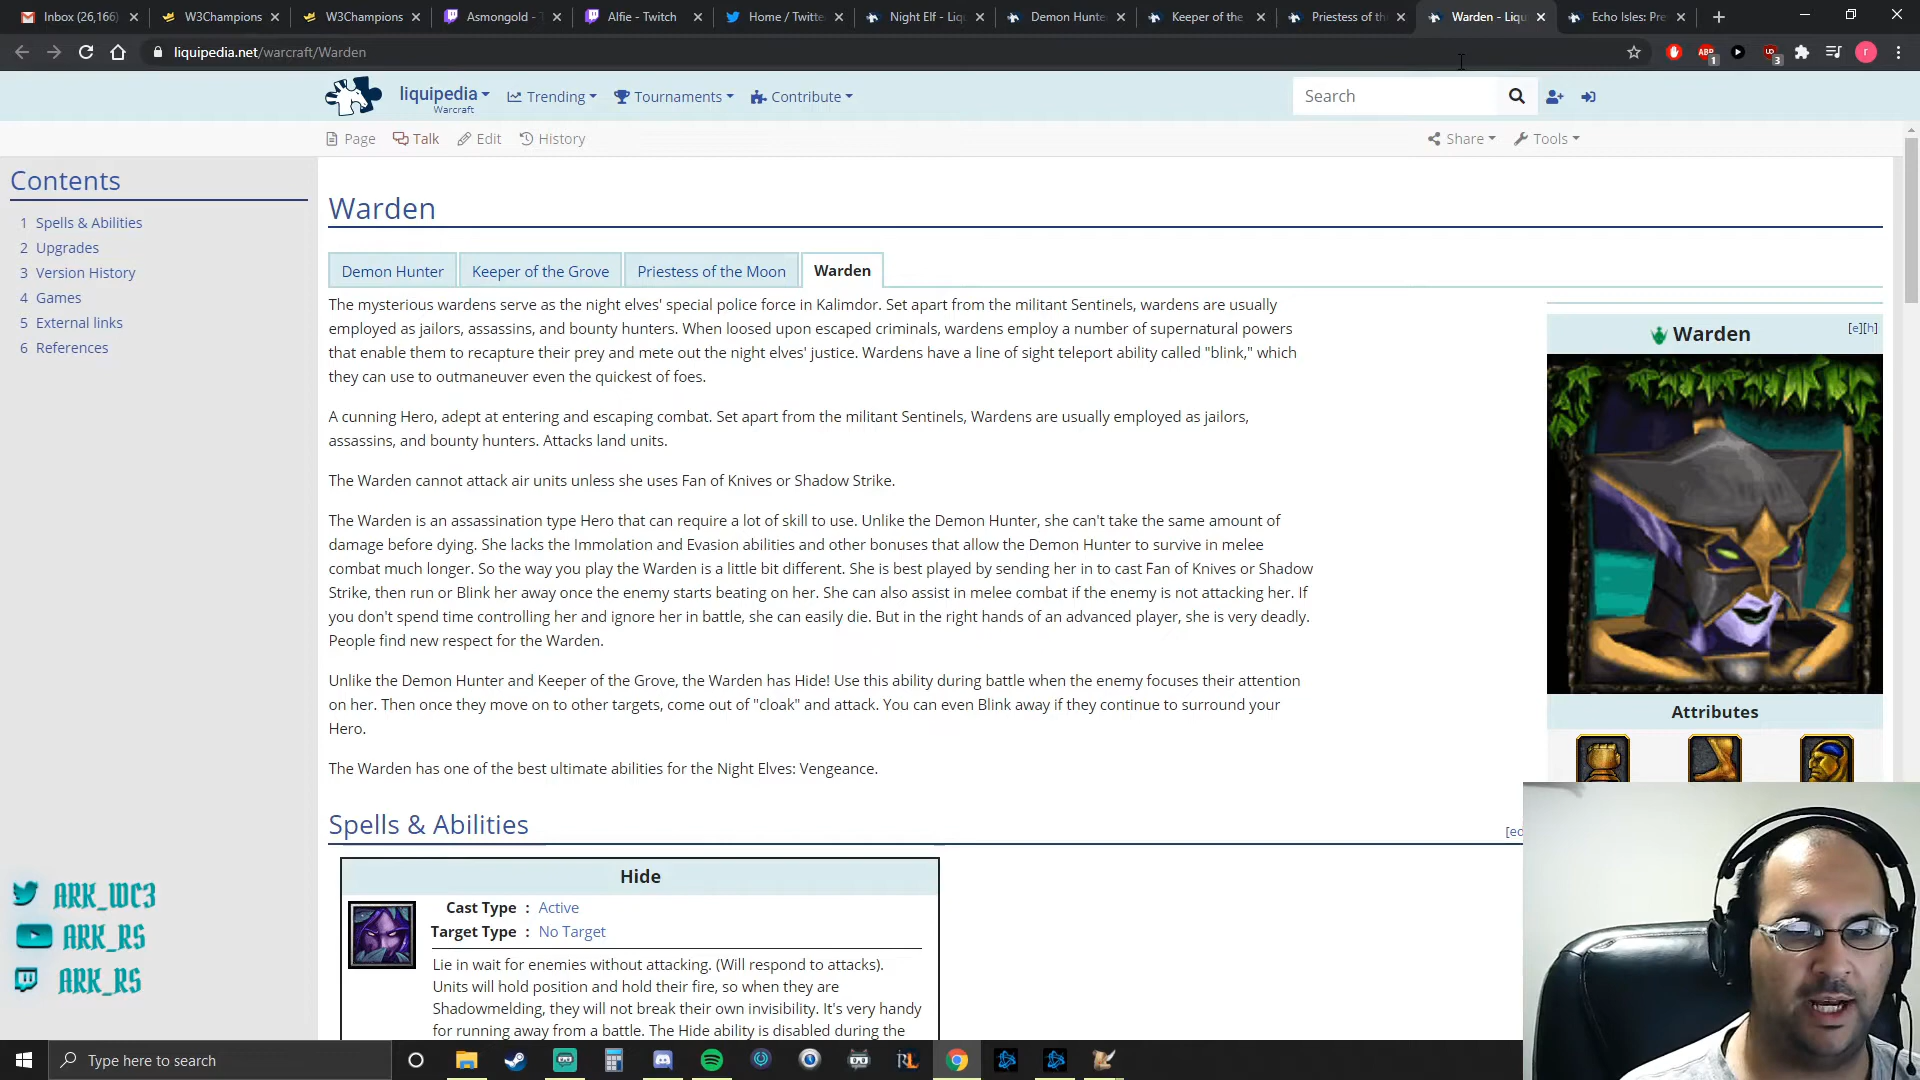 Inbox (26,166)
W3Champions
W3Champions
Asmongold -
Alfie - Twitch
Home / Twitte
Night Elf - Liq
Demon Hunte
Keeper of the
Priestess of th
Warden - Liqu
Echo Isles: Pre
liquipedia.net/warcraft/Warden
liquipedia
Warcraft
Trending
Tournaments
Contribute
Search
Page
Talk
Edit
History
Share
Tools
Contents
1 Spells & Abilities
2 Upgrades
3 Version History
4 Games
5 External links
6 References
Warden
Demon Hunter
Keeper of the Grove
Priestess of the Moon
Warden
The mysterious wardens serve as the night elves' special police force in Kalimdor. Set apart from the militant Sentinels, wardens are usually
employed as jailors, assassins, and bounty hunters. When loosed upon escaped criminals, wardens employ a number of supernatural powers
that enable them to recapture their prey and mete out the night elves' justice. Wardens have a line of sight teleport ability called "blink," which
they can use to outmaneuver even the quickest of foes.
A cunning Hero, adept at entering and escaping combat. Set apart from the militant Sentinels, Wardens are usually employed as jailors,
assassins, and bounty hunters. Attacks land units.
The Warden cannot attack air units unless she uses Fan of Knives or Shadow Strike.
The Warden is an assassination type Hero that can require a lot of skill to use. Unlike the Demon Hunter, she can't take the same amount of
damage before dying. She lacks the Immolation and Evasion abilities and other bonuses that allow the Demon Hunter to survive in melee
combat much longer. So the way you play the Warden is a little bit different. She is best played by sending her in to cast Fan of Knives or Shadow
Strike, then run or Blink her away once the enemy starts beating on her. She can also assist in melee combat if the enemy is not attacking her. If
you don't spend time controlling her and ignore her in battle, she can easily die. But in the right hands of an advanced player, she is very deadly.
People find new respect for the Warden.
Unlike the Demon Hunter and Keeper of the Grove, the Warden has Hide! Use this ability during battle when the enemy focuses their attention
on her. Then once they move on to other targets, come out of "cloak" and attack. You can even Blink away if they continue to surround your
Hero.
The Warden has one of the best ultimate abilities for the Night Elves: Vengeance.
Warden
[e][h]
Attributes
Spells & Abilities
[ed
Hide
Cast Type : Active
Target Type : No Target
Lie in wait for enemies without attacking. (Will respond to attacks).
Units will hold position and hold their fire, so when they are
Shadowmelding, they will not break their own invisibility. It's very handy
for running away from a battle. The Hide ability is disabled during the
ARK_WC3
ARK_RS
ARK_RS
Type here to search